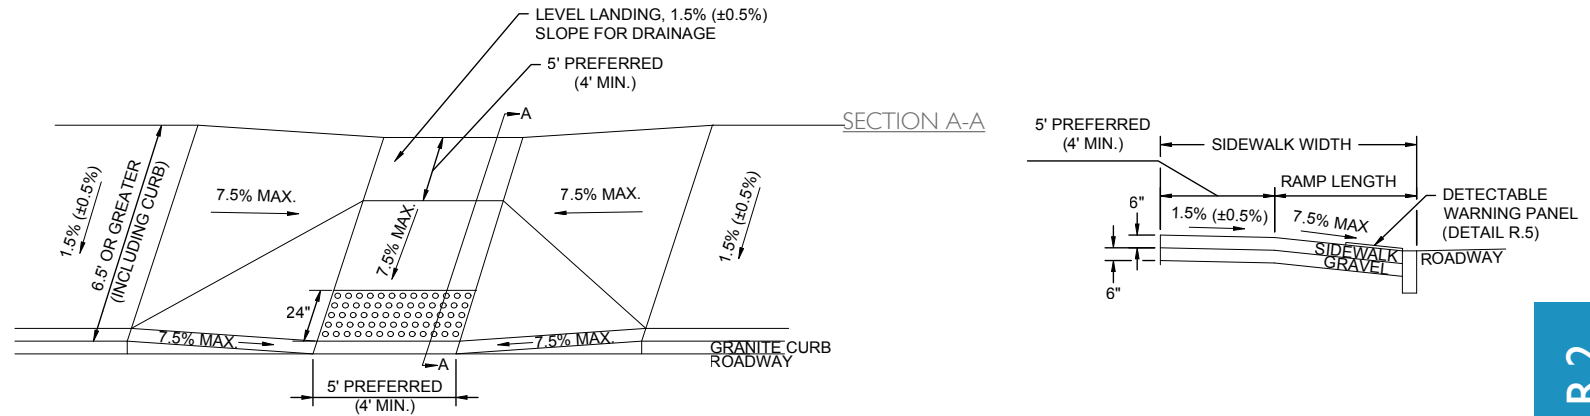 LEVEL LANDING, 1.5% (±0.5%)
SLOPE FOR DRAINAGE
5' PREFERRED
(4' MIN.)
A
1.5% (±0.5%)
6.5' OR GREATER
(INCLUDING CURB)
7.5% MAX.
7.5% MAX.
7.5% MAX.
1.5% (±0.5%)
24"
7.5% MAX.
7.5% MAX.
A
GRANITE CURB
ROADWAY
5' PREFERRED
(4' MIN.)
SECTION A-A
5' PREFERRED
(4' MIN.)
SIDEWALK WIDTH
RAMP LENGTH
DETECTABLE
WARNING PANEL
(DETAIL R.5)
6"
1.5% (±0.5%)
7.5% MAX
SIDEWALK
GRAVEL
ROADWAY
6"
R.2